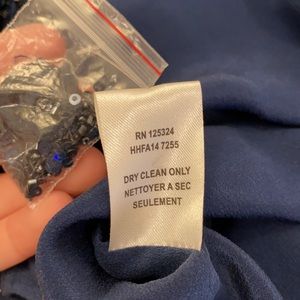 RN 125324
HHFA14 7255
DRY CLEAN ONLY
NETTOYER A SEC
SEULEMENT